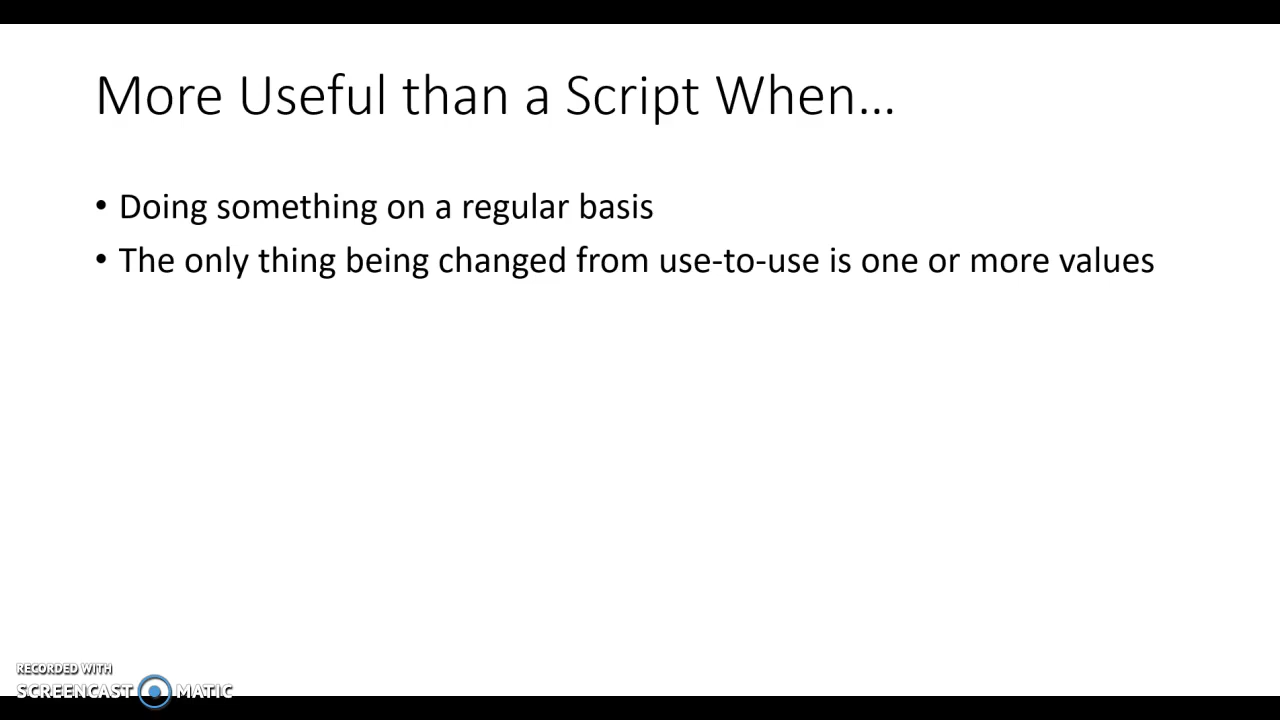 More Useful than a Script When...
• Doing something on a regular basis
• The only thing being changed from use-to-use is one or more values
RECORDED WITH
SCREENCAST MATIC